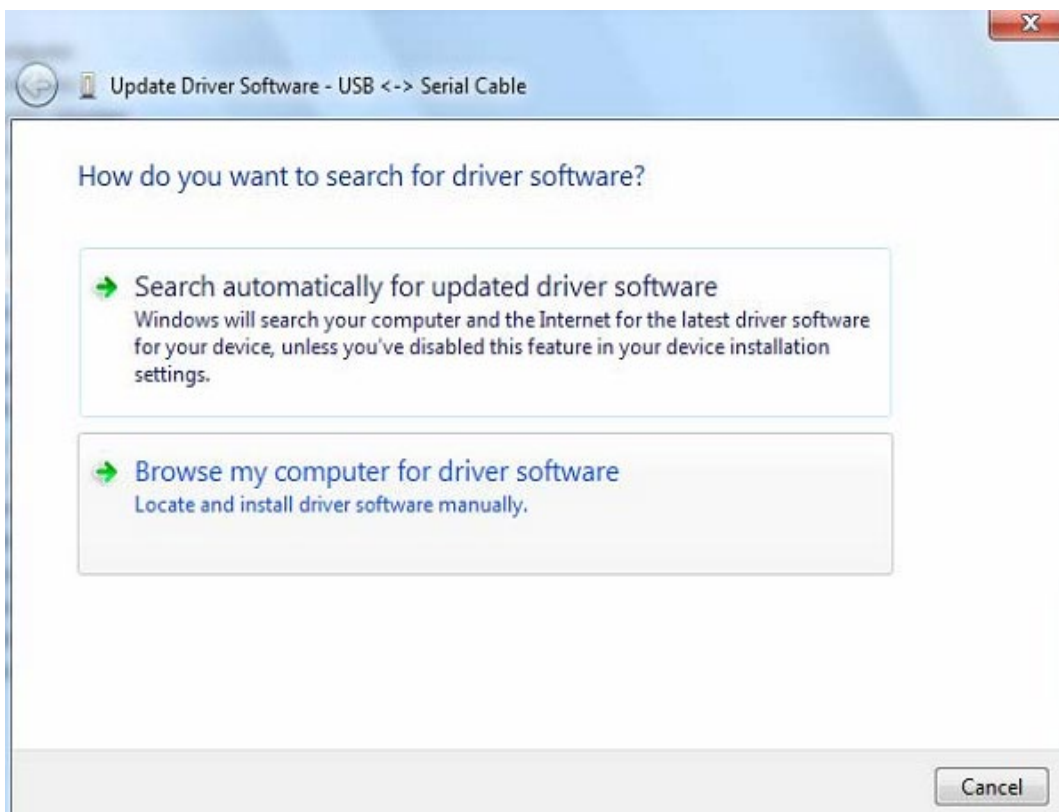 Update Driver Software - USB <-> Serial Cable
How do you want to search for driver software?
Search automatically for updated driver software
Windows will search your computer and the Internet for the latest driver software
for your device, unless you've disabled this feature in your device installation
settings.
Browse my computer for driver software
Locate and install driver software manually.
Cancel